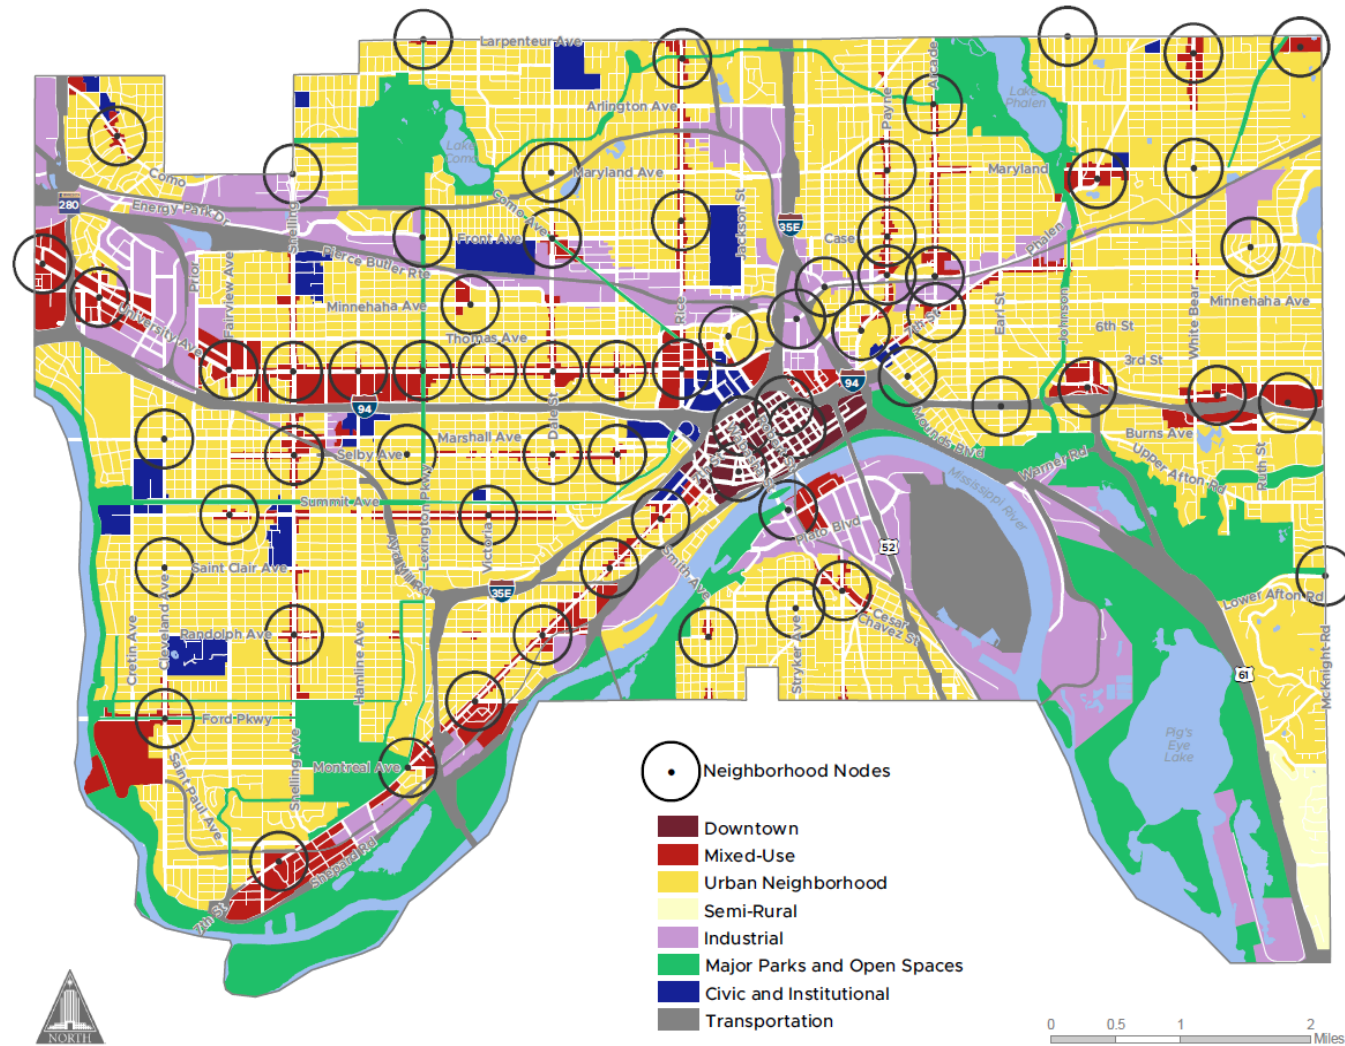 Larpenteur Ave
Arlington Ave
Payne
Arcade
Lake
Phalen
Lake
Como
Maryland Ave
Maryland
Como
Energy Park Dr
280
Snelling
Como Ave
Front Ave
Jackson St
35E
Case
Phalen
Pierce Butler Rte
Prior
Fairview Ave
Minnehaha Ave
Thomas Ave
University Ave
Rice
7th St
Earl St
Johnson
6th St
White Bear
Minnehaha Ave
3rd St
94
94
Dale St
Marshall Ave
Selby Ave
Mounds Blvd
Burns Ave
Warner Rd
Upper Afton Rd
Ruth St
Summit Ave
Lexington Pkwy
Victoria
Ayd Mill Rd
Mississippi River
Plato Blvd
52
Saint Clair Ave
35E
Smith Ave
Cretin Ave
Cleveland Ave
Randolph Ave
Hamline Ave
Stryker Ave
Cesar
Chavez St
Lower Afton Rd
McKnight Rd
61
Ford Pkwy
Saint Paul Ave
Snelling Ave
Montreal Ave
Shepard Rd
7th St
Pig's
Eye
Lake
Neighborhood Nodes
Downtown
Mixed-Use
Urban Neighborhood
Semi-Rural
Industrial
Major Parks and Open Spaces
Civic and Institutional
Transportation
NORTH
0 0.5 1 2
Miles